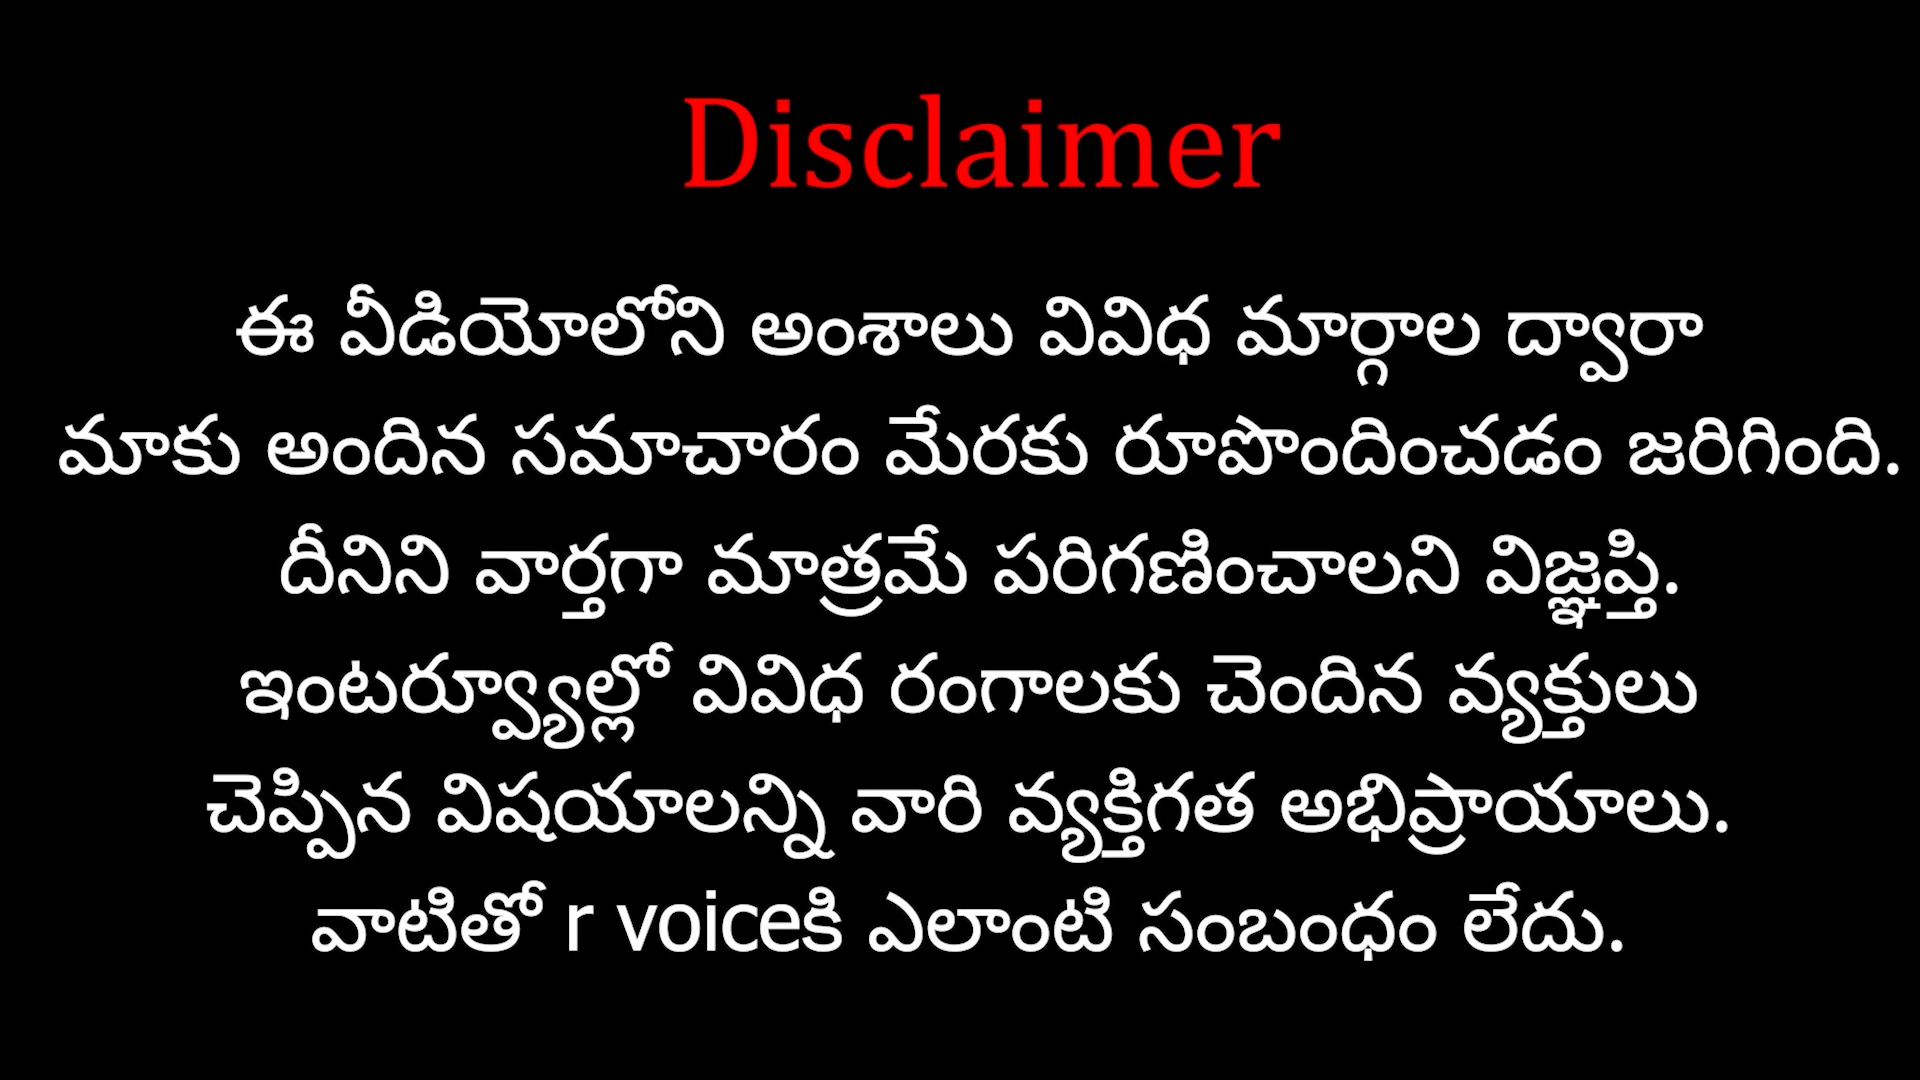 Disclaimer
ఈ వీడియోలోని అంశాలు వివిధ మార్గాల ద్వారా
మాకు అందిన సమాచారం మేరకు రూపొందించడం జరిగింది.
దీనిని వార్తగా మాత్రమే పరిగణించాలని విజ్ఞప్తి.
ఇంటర్వ్యూల్లో వివిధ రంగాలకు చెందిన వ్యక్తులు
చెప్పిన విషయాలన్ని వారి వ్యక్తిగత అభిప్రాయాలు.
వాటితో r voiceకి ఎలాంటి సంబంధం లేదు.